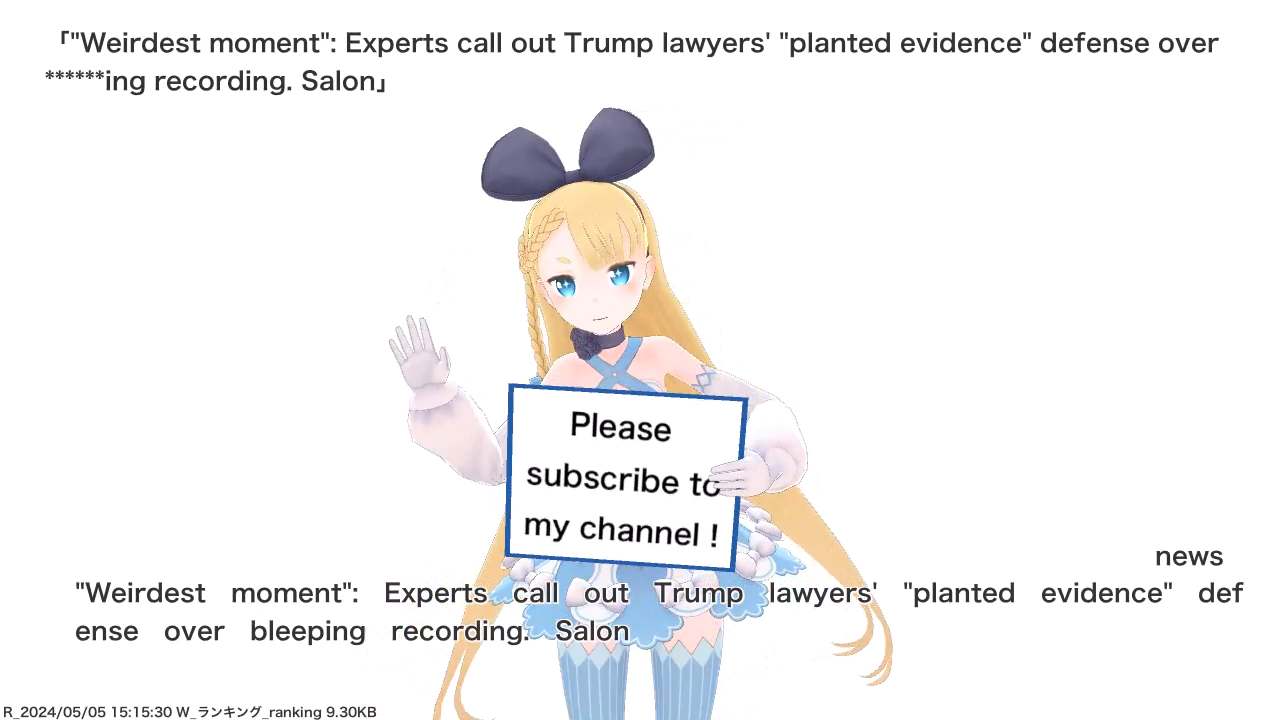 「"Weirdest moment": Experts call out Trump lawyers' "planted evidence" defense over
******ing recording. Salon」
Please
subscribe to
my channel !
news
"Weirdest moment": Experts call out Trump lawyers' "planted evidence" def
ense over bleeping recording. Salon
R_2024/05/05 15:15:30 W_ランキング_ranking 9.30KB